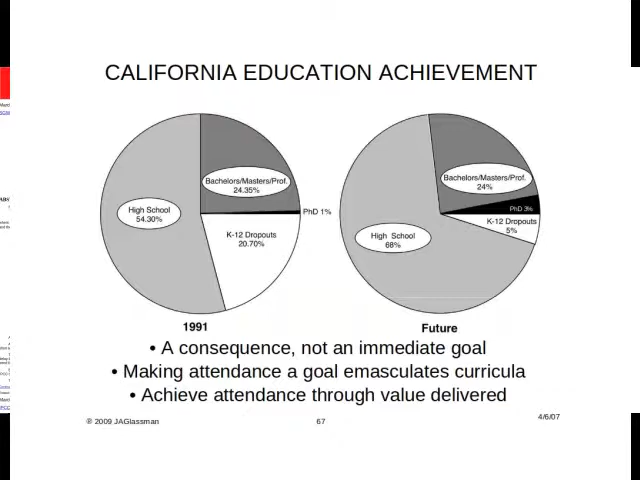 CALIFORNIA EDUCATION ACHIEVEMENT
Bachelors/Masters/Prof.
24.35%
High School
54.30%
PhD 1%
K-12 Dropouts
20.70%
1991
Bachelors/Masters/Prof.
24%
PhD 3%
K-12 Dropouts
5%
High School
68%
Future
• A consequence, not an immediate goal
• Making attendance a goal emasculates curricula
• Achieve attendance through value delivered
℗ 2009 JAGlassman
67
4/6/07